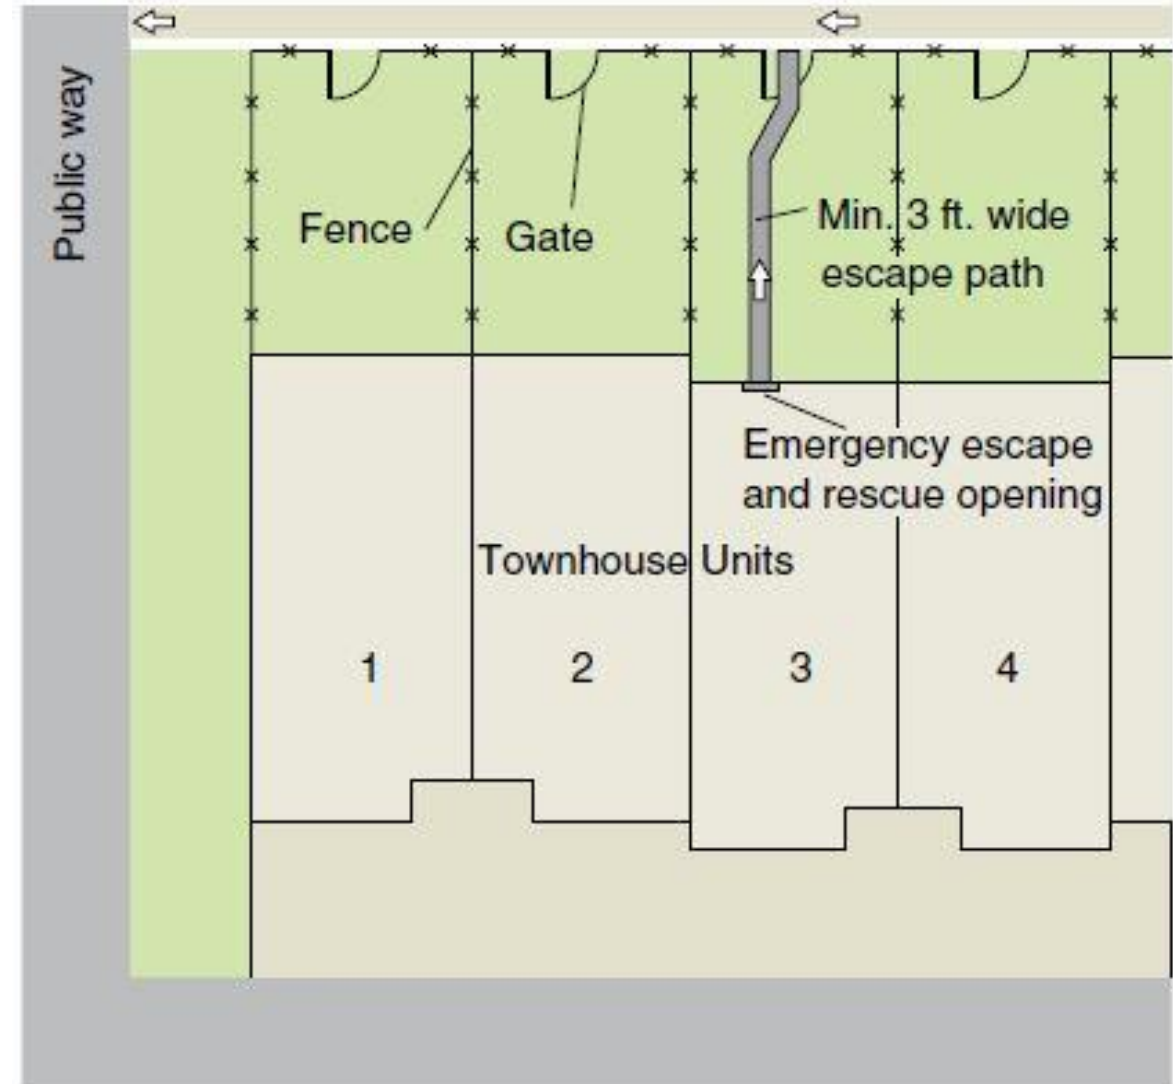 Public way
Fence
Gate
Min. 3 ft. wide
escape path
Emergency escape
and rescue opening
Townhouse Units
1
2
3
4